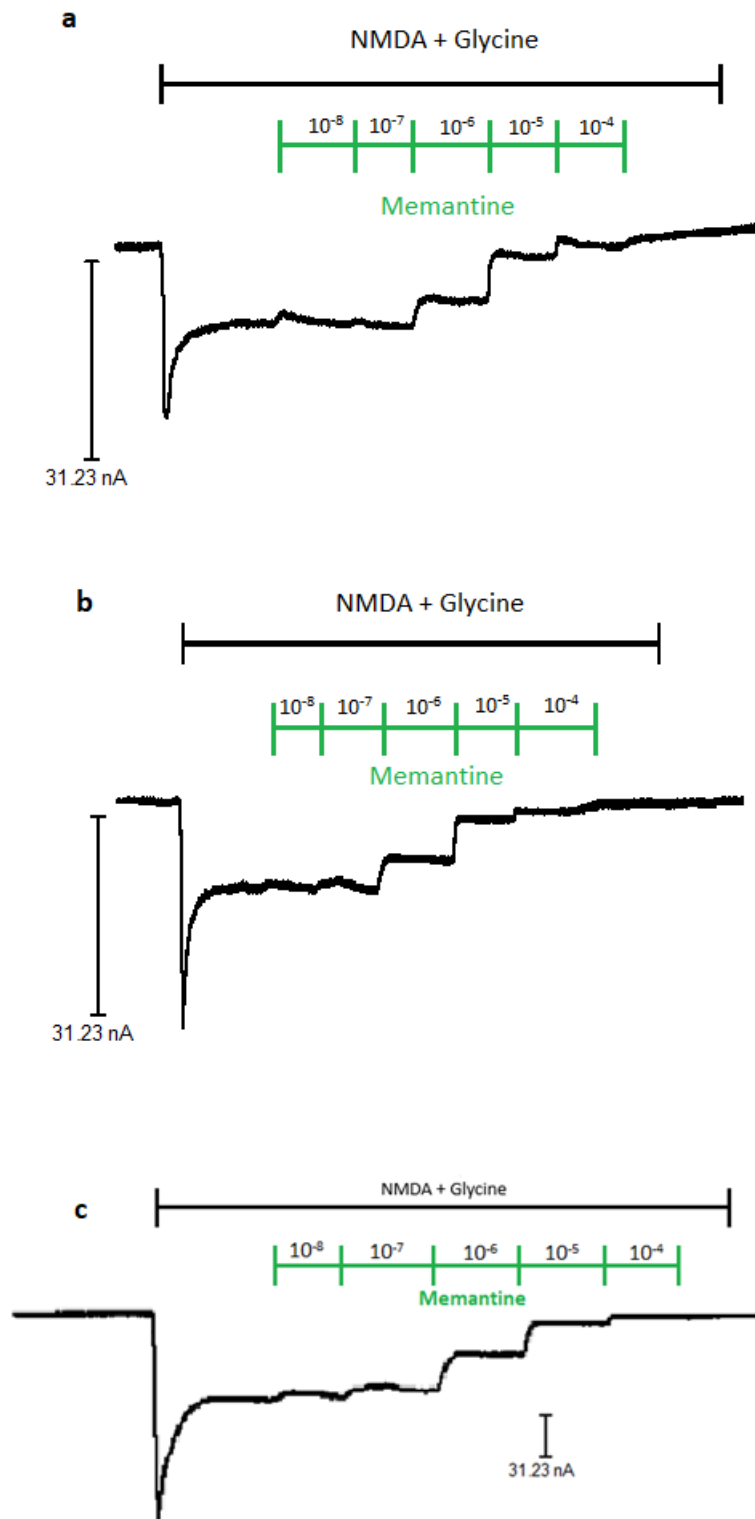 a
NMDA + Glycine
10⁻⁸ 10⁻⁷ 10⁻⁶ 10⁻⁵ 10⁻⁴
Memantine
31.23 nA
b
NMDA + Glycine
10⁻⁸ 10⁻⁷ 10⁻⁶ 10⁻⁵ 10⁻⁴
Memantine
31.23 nA
c
NMDA + Glycine
10⁻⁸ 10⁻⁷ 10⁻⁶ 10⁻⁵ 10⁻⁴
Memantine
31.23 nA